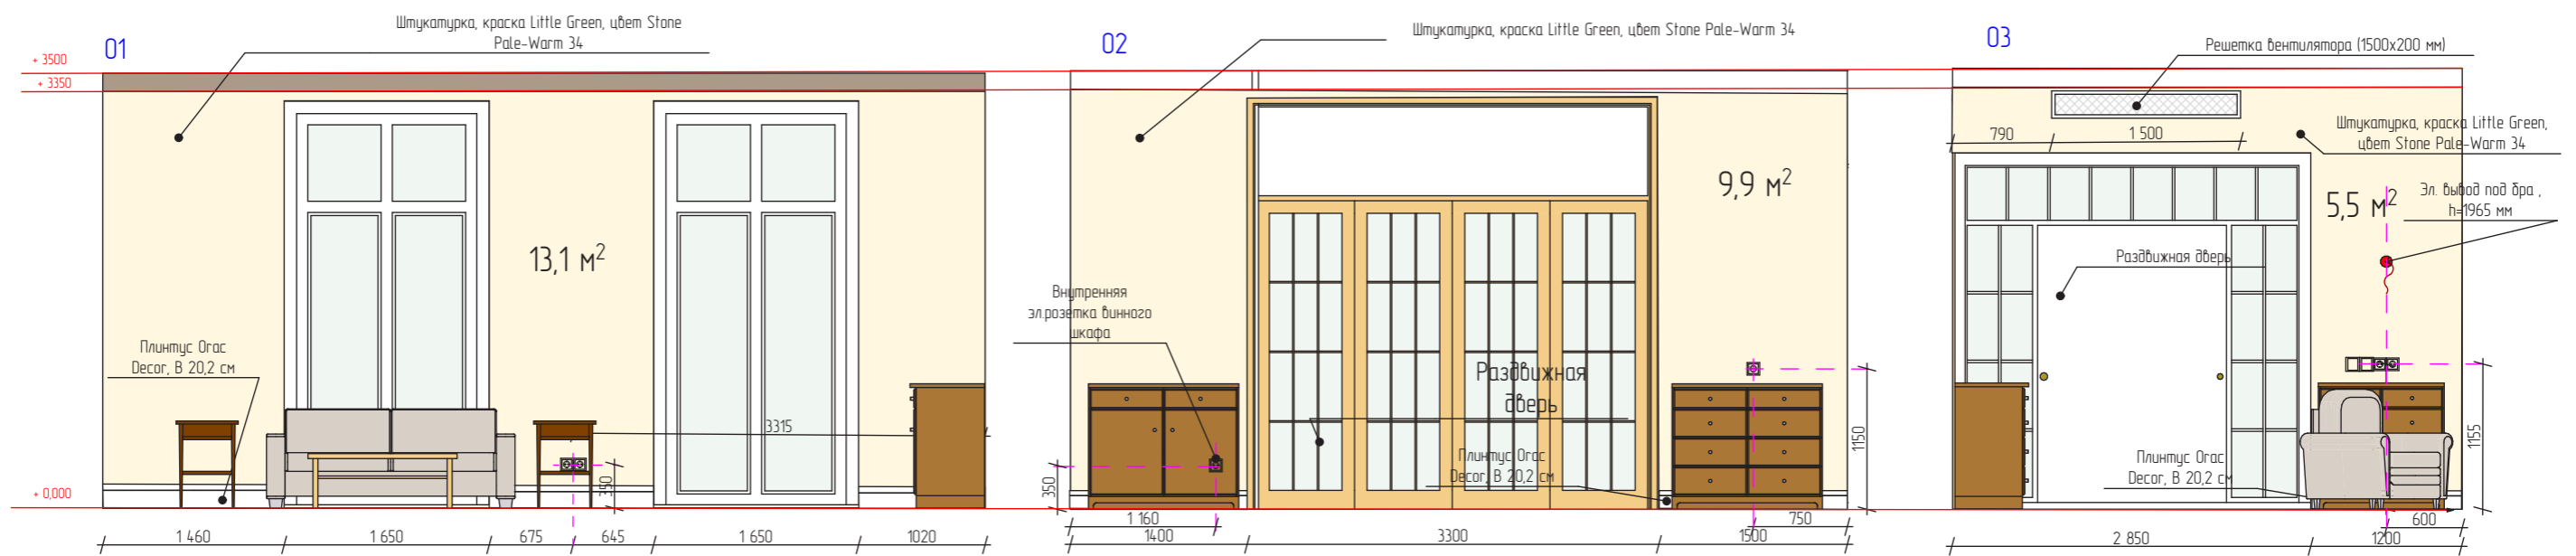 01
Штукатурка, краска Little Green, цвет Stone
Pale-Warm 34
+ 3500
+ 3350
13,1 м²
Плинтус Orac
Decor, В 20,2 см
3315
350
+ 0,000
1 460
1 650
675
645
1 650
1020
02
Штукатурка, краска Little Green, цвет Stone Pale-Warm 34
9,9 м²
Внутренняя
эл.розетка винного
шкафа
Раздвижная
дверь
Плинтус Orac
Decor, В 20,2 см
350
1150
1 160
750
1400
3300
1500
03
Решетка вентилятора (1500х200 мм)
790
1 500
Штукатурка, краска Little Green,
цвет Stone Pale-Warm 34
5,5 м²
Эл. вывод под бра ,
h=1965 мм
Раздвижная дверь
Плинтус Orac
Decor, В 20,2 см
1155
600
2 850
1200